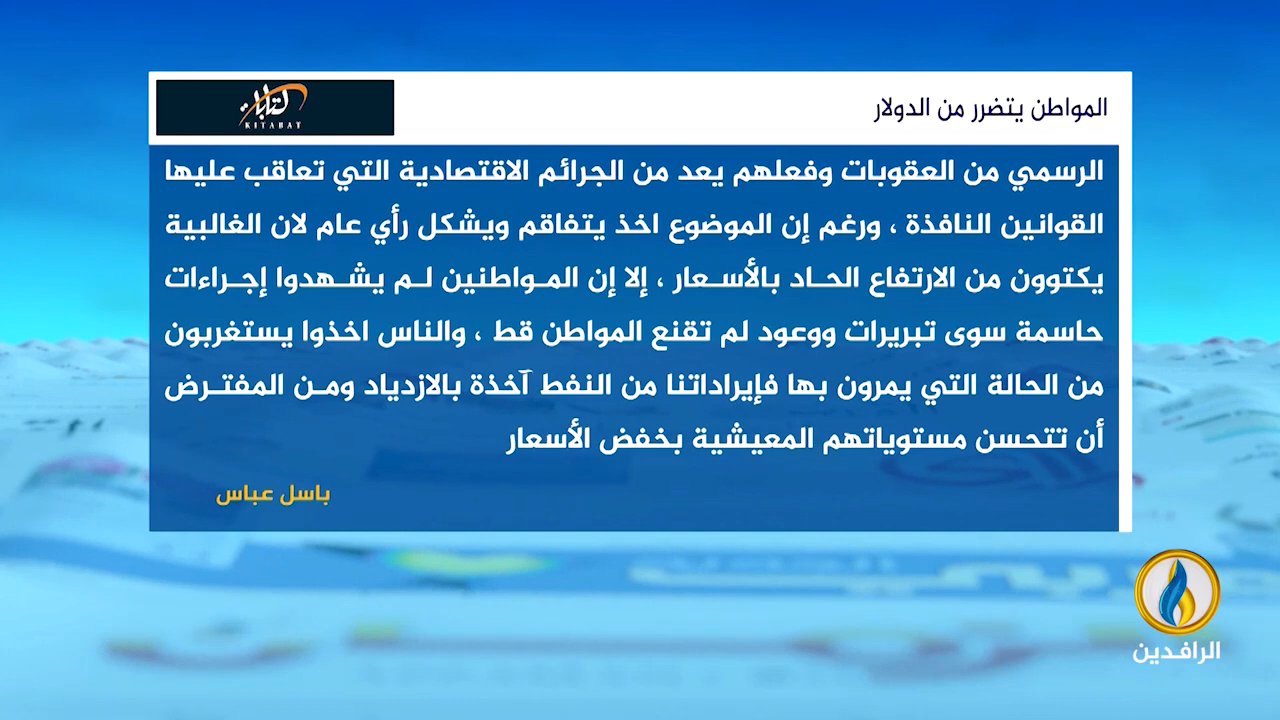 كتابات
KITABAT
المواطن يتضرر من الدولار
الرسمي من العقوبات وفعلهم يعد من الجرائم الاقتصادية التي تعاقب عليها
القوانين النافذة ، ورغم إن الموضوع اخذ يتفاقم ويشكل رأي عام لان الغالبية
يكتوون من الارتفاع الحاد بالأسعار ، إلا إن المواطنين لم يشهدوا إجراءات
حاسمة سوى تبريرات ووعود لم تقنع المواطن قط ، والناس اخذوا يستغربون
من الحالة التي يمرون بها فإيراداتنا من النفط آخذة بالازدياد ومن المفترض
أن تتحسن مستوياتهم المعيشية بخفض الأسعار
باسل عباس
الرافدين